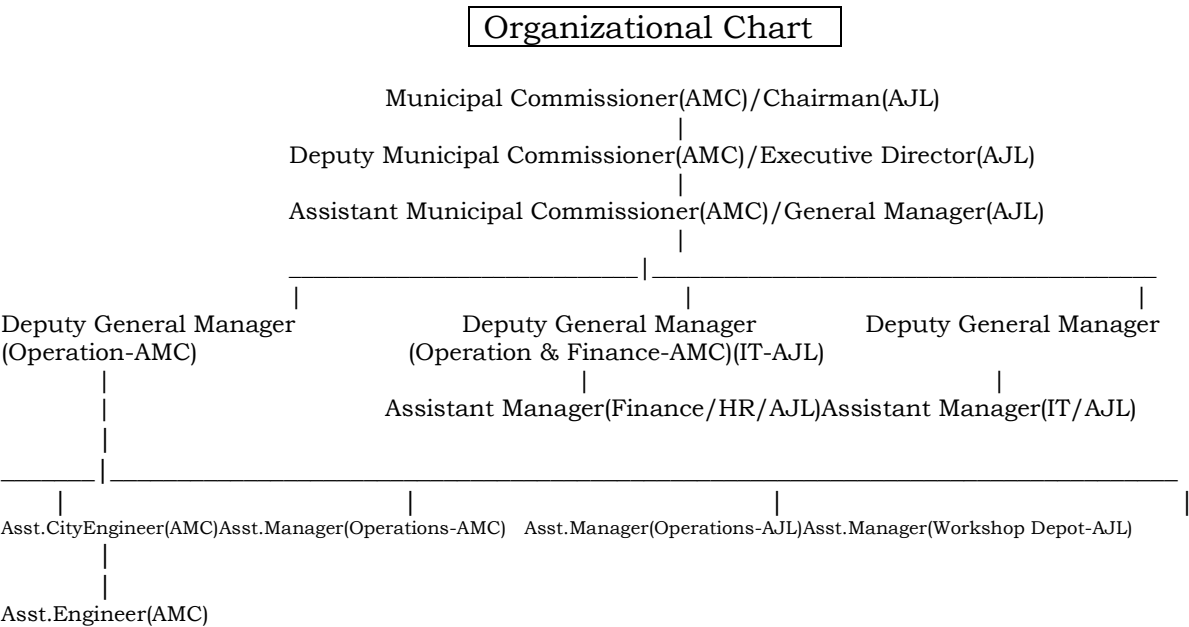 Organizational Chart
Municipal Commissioner(AMC)/Chairman(AJL)
Deputy Municipal Commissioner(AMC)/Executive Director(AJL)
Assistant Municipal Commissioner(AMC)/General Manager(AJL)
Deputy General Manager Deputy General Manager Deputy General Manager
(Operation-AMC) (Operation & Finance-AMC)(IT-AJL)
Assistant Manager(Finance/HR/AJL)Assistant Manager(IT/AJL)
Asst.CityEngineer(AMC)Asst.Manager(Operations-AMC) Asst.Manager(Operations-AJL)Asst.Manager(Workshop Depot-AJL)
Asst.Engineer(AMC)